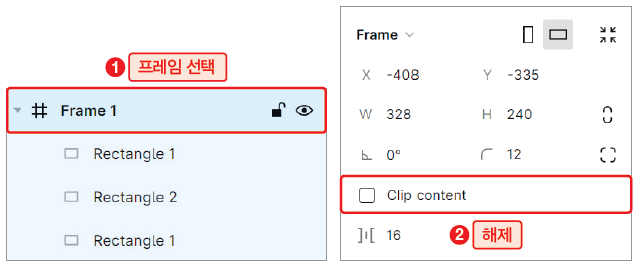 1 프레임 선택
Frame 1
Rectangle 1
Rectangle 2
Rectangle 1
Frame
X -408 Y -335
W 328 H 240
0° 12
Clip content
2 해제
16